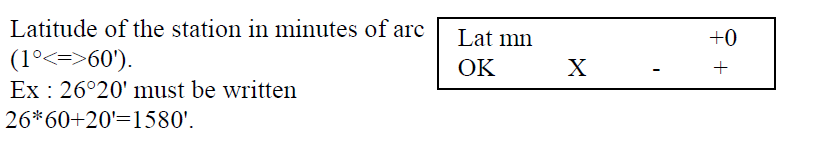 Latitude of the station in minutes of arc
(1°<=>60').
Ex : 26°20' must be written
26*60+20'=1580'.
Lat mn +0
OK X - +